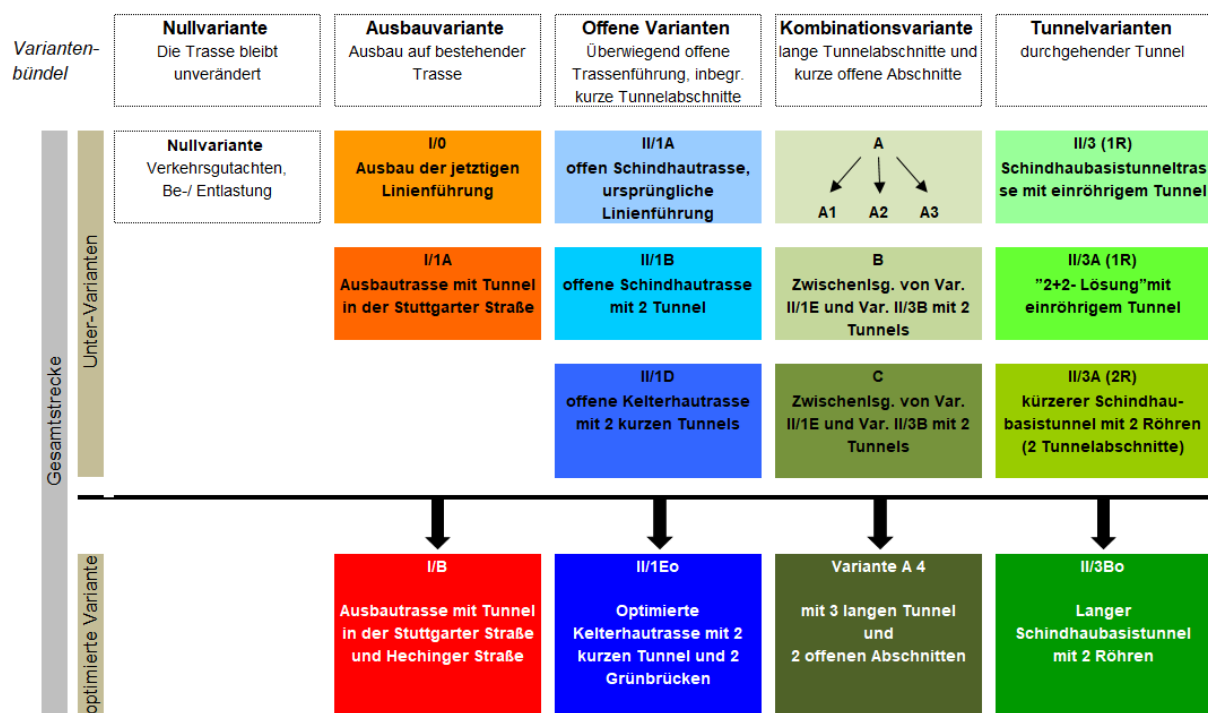 Varianten-
bündel
Nullvariante
Die Trasse bleibt
unverändert
Ausbauvariante
Ausbau auf bestehender
Trasse
Offene Varianten
Überwiegend offene
Trassenführung, inbegr.
kurze Tunnelabschnitte
Kombinationsvariante
lange Tunnelabschnitte und
kurze offene Abschnitte
Tunnelvarianten
durchgehender Tunnel
Gesamtstrecke
Unter-Varianten
Nullvariante
Verkehrsgutachten,
Be-/ Entlastung
I/0
Ausbau der jetztigen
Linienführung
II/1A
offen Schindhautrasse,
ursprüngliche
Linienführung
A
A1 A2 A3
II/3 (1R)
Schindhaubasistunneltras
se mit einröhrigem Tunnel
I/1A
Ausbautrasse mit Tunnel
in der Stuttgarter Straße
II/1B
offene Schindhautrasse
mit 2 Tunnel
B
Zwischenlsg. von Var.
II/1E und Var. II/3B mit 2
Tunnels
II/3A (1R)
”2+2- Lösung”mit
einröhrigem Tunnel
II/1D
offene Kelterhautrasse
mit 2 kurzen Tunnels
C
Zwischenlsg. von Var.
II/1E und Var. II/3B mit 2
Tunnels
II/3A (2R)
kürzerer Schindhau-
basistunnel mit 2 Röhren
(2 Tunnelabschnitte)
optimierte Variante
I/B
Ausbautrasse mit Tunnel
in der Stuttgarter Straße
und Hechinger Straße
II/1Eo
Optimierte
Kelterhautrasse mit 2
kurzen Tunnel und 2
Grünbrücken
Variante A 4
mit 3 langen Tunnel
und
2 offenen Abschnitten
II/3Bo
Langer
Schindhaubasistunnel
mit 2 Röhren